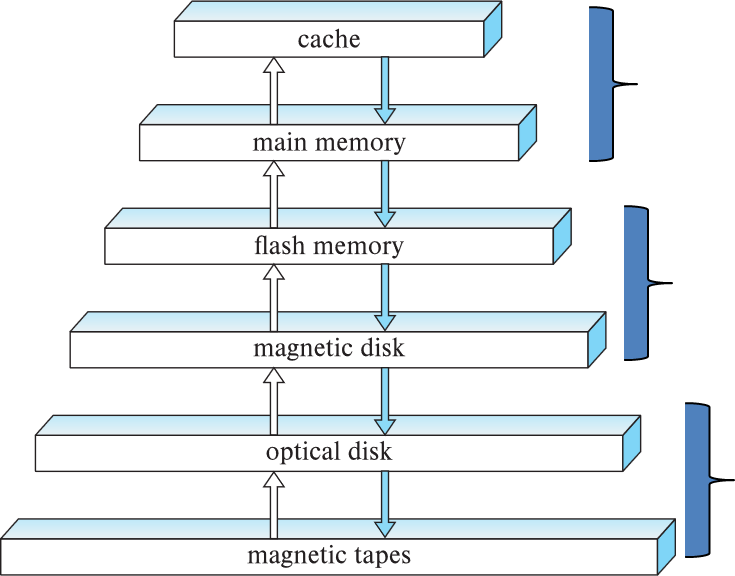 cache
main memory
flash memory
magnetic disk
optical disk
magnetic tapes